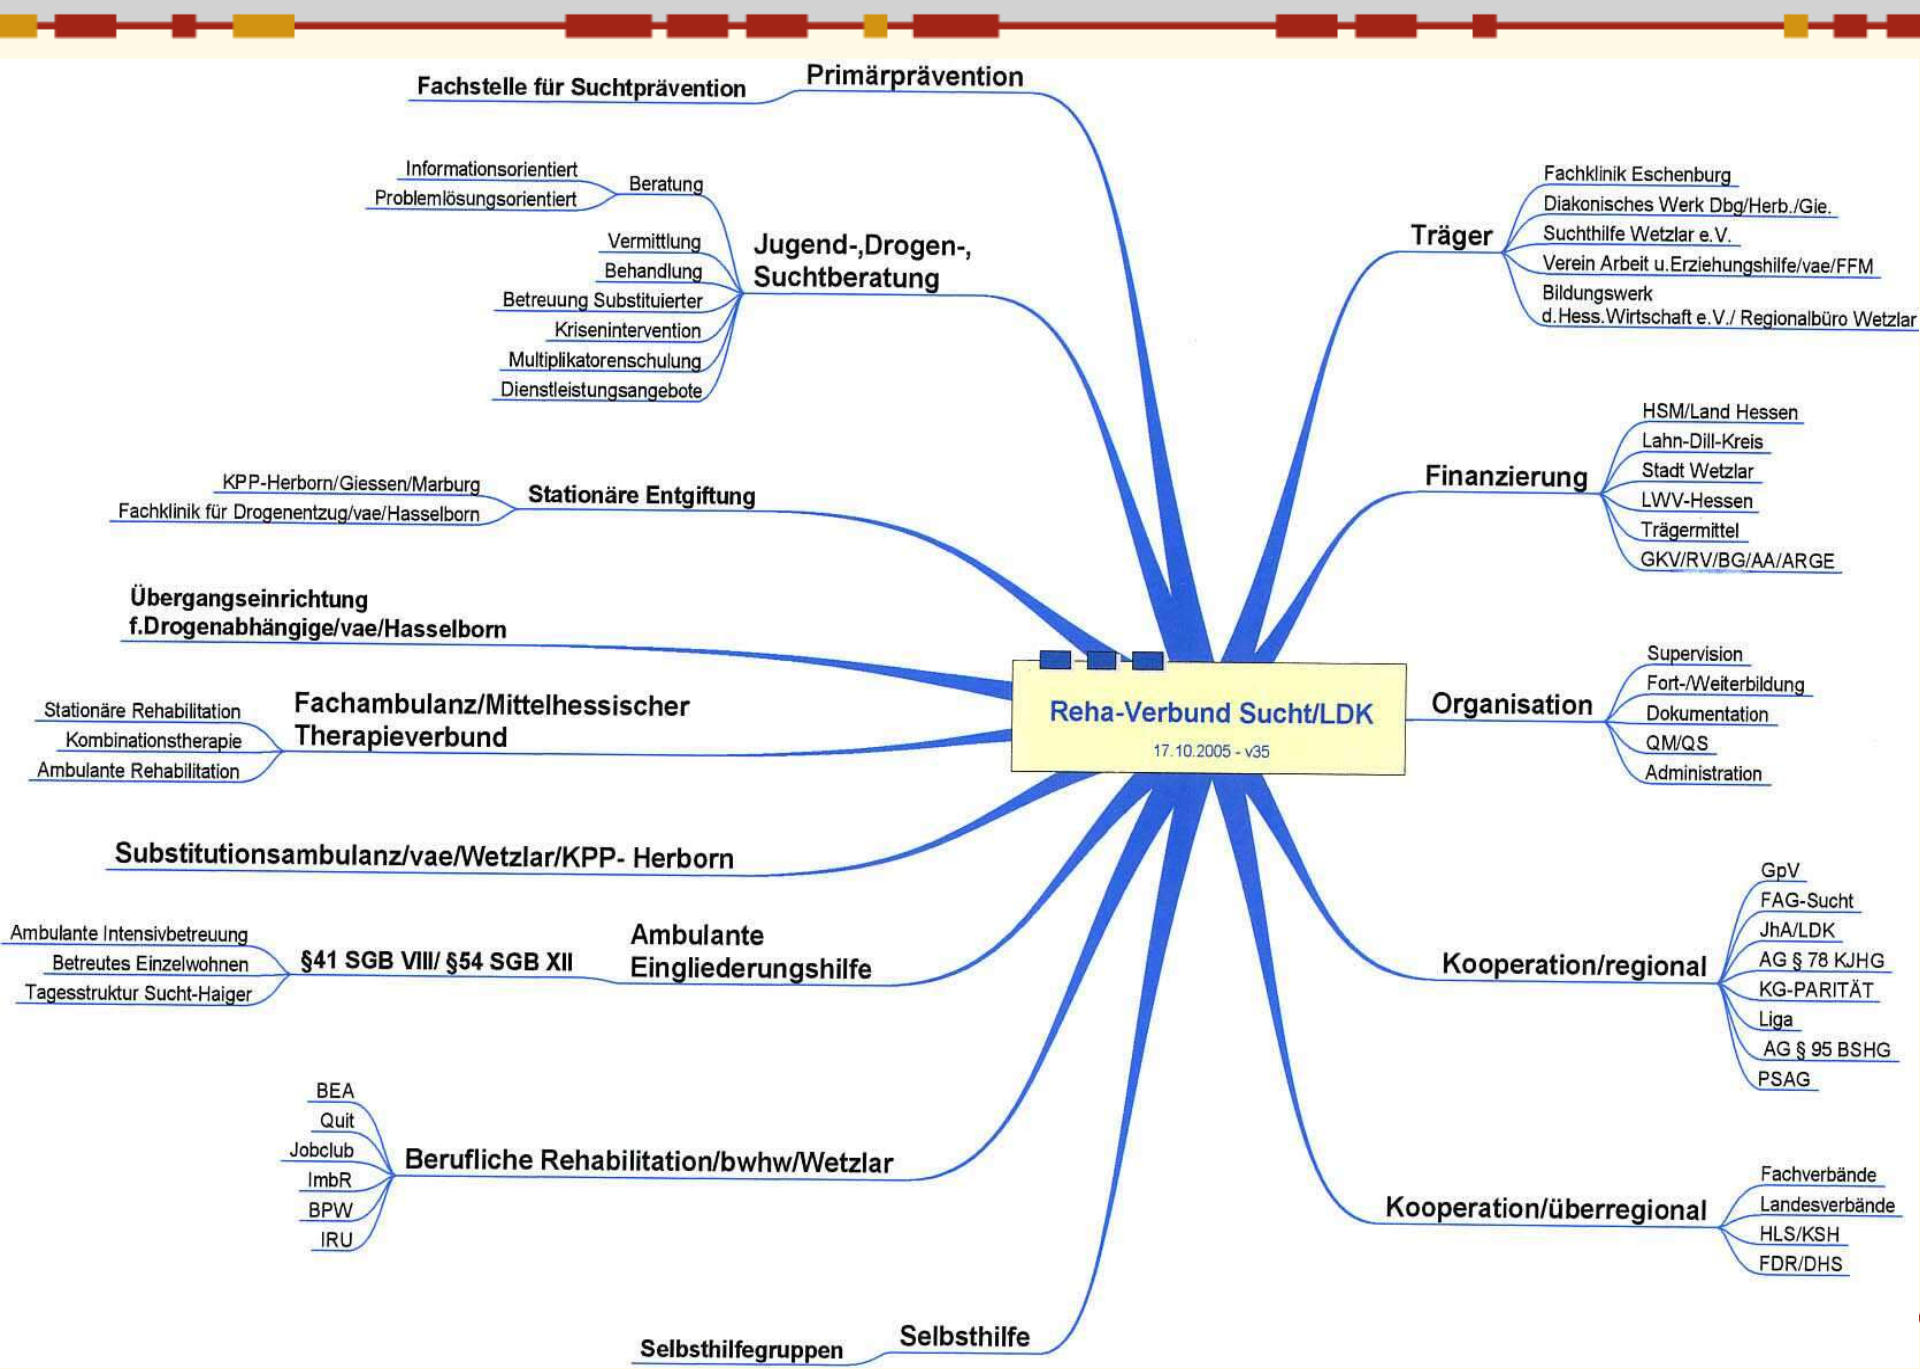 Primärprävention
Fachstelle für Suchtprävention
Jugend-,Drogen-,
Suchtberatung
Beratung
Informationsorientiert
Problemlösungsorientiert
Vermittlung
Behandlung
Betreuung Substituierter
Krisenintervention
Multiplikatorenschulung
Dienstleistungsangebote
Stationäre Entgiftung
KPP-Herborn/Giessen/Marburg
Fachklinik für Drogenentzug/vae/Hasselborn
Übergangseinrichtung
f.Drogenabhängige/vae/Hasselborn
Fachambulanz/Mittelhessischer
Therapieverbund
Stationäre Rehabilitation
Kombinationstherapie
Ambulante Rehabilitation
Substitutionsambulanz/vae/Wetzlar/KPP- Herborn
Ambulante
Eingliederungshilfe
§41 SGB VIII/ §54 SGB XII
Ambulante Intensivbetreuung
Betreutes Einzelwohnen
Tagesstruktur Sucht-Haiger
Berufliche Rehabilitation/bwhw/Wetzlar
BEA
Quit
Jobclub
ImbR
BPW
IRU
Selbsthilfe
Selbsthilfegruppen
Reha-Verbund Sucht/LDK
17.10.2005 - v35
Träger
Fachklinik Eschenburg
Diakonisches Werk Dbg/Herb./Gie.
Suchthilfe Wetzlar e.V.
Verein Arbeit u.Erziehungshilfe/vae/FFM
Bildungswerk
d.Hess.Wirtschaft e.V./ Regionalbüro Wetzlar
Finanzierung
HSM/Land Hessen
Lahn-Dill-Kreis
Stadt Wetzlar
LWV-Hessen
Trägermittel
GKV/RV/BG/AA/ARGE
Organisation
Supervision
Fort-/Weiterbildung
Dokumentation
QM/QS
Administration
Kooperation/regional
GpV
FAG-Sucht
JhA/LDK
AG § 78 KJHG
KG-PARITÄT
Liga
AG § 95 BSHG
PSAG
Kooperation/überregional
Fachverbände
Landesverbände
HLS/KSH
FDR/DHS